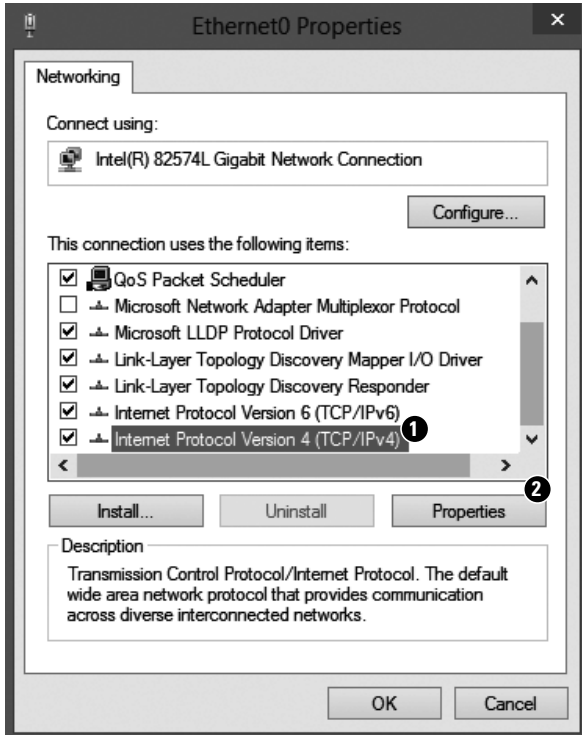 Ethernet0 Properties
Networking
Connect using:
Intel(R) 82574L Gigabit Network Connection
Configure...
This connection uses the following items:
QoS Packet Scheduler
Microsoft Network Adapter Multiplexor Protocol
Microsoft LLDP Protocol Driver
Link-Layer Topology Discovery Mapper I/O Driver
Link-Layer Topology Discovery Responder
Internet Protocol Version 6 (TCP/IPv6)
Internet Protocol Version 4 (TCP/IPv4) 1
2
Install... Uninstall Properties
Description
Transmission Control Protocol/Internet Protocol. The default
wide area network protocol that provides communication
across diverse interconnected networks.
OK Cancel